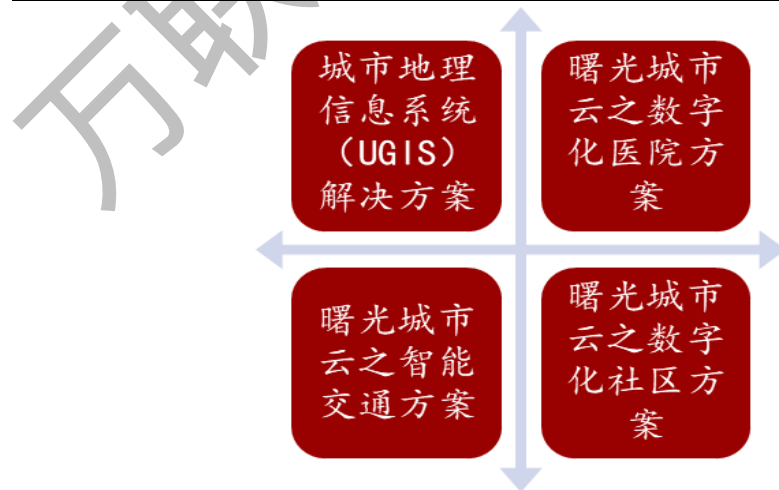 万联
城市地理
信息系统
（UGIS）
解决方案
曙光城市
云之数字
化医院方
案
曙光城市
云之智能
交通方案
曙光城市
云之数字
化社区方
案